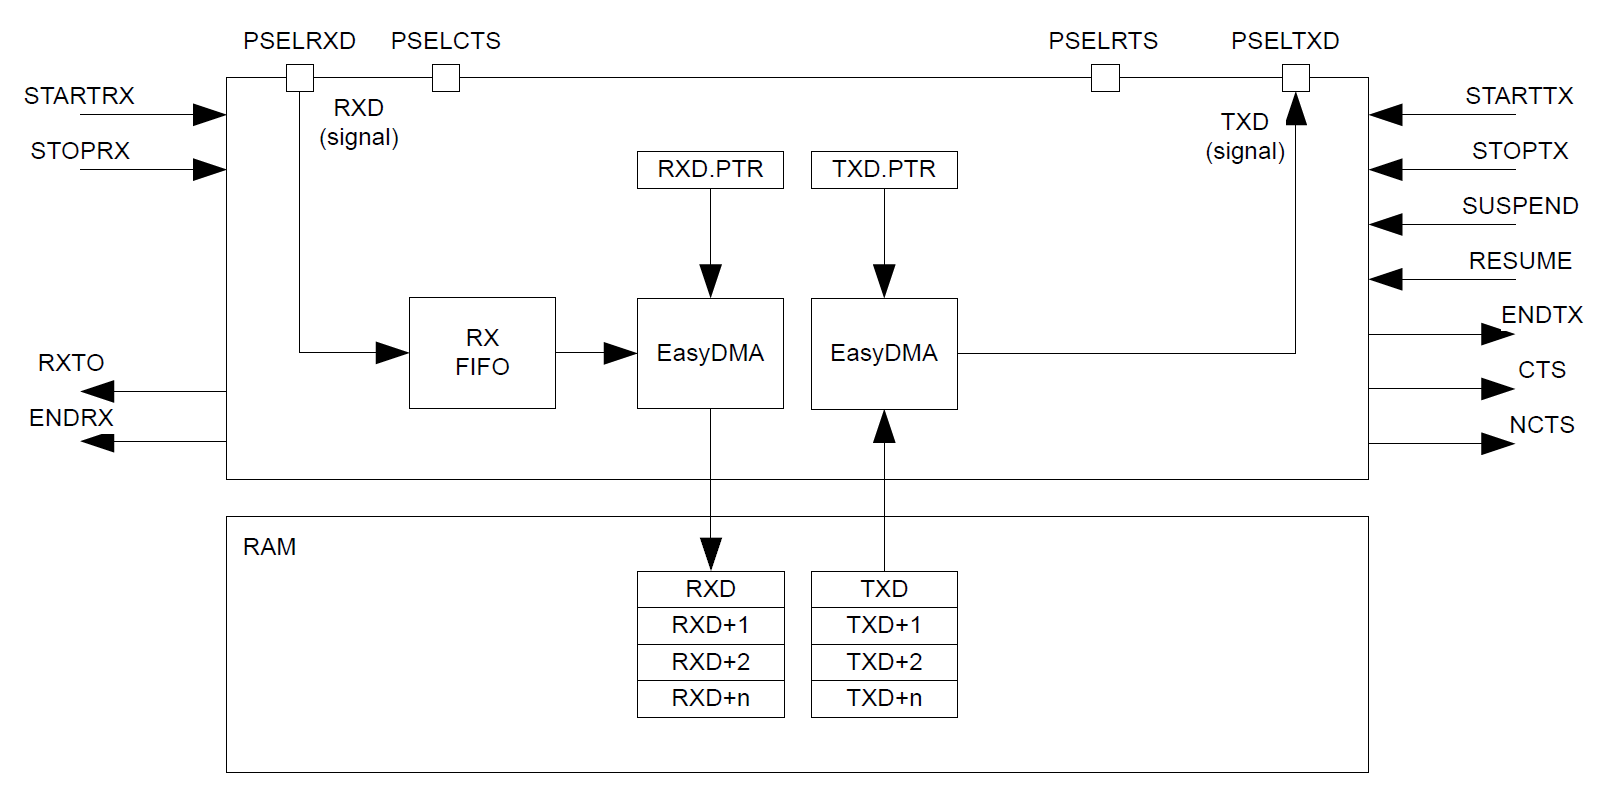 PSELRXD
PSELCTS
PSELRTS
PSELTXD
STARTRX
STOPRX
RXD
(signal)
TXD
(signal)
STARTTX
STOPTX
SUSPEND
RESUME
RXD.PTR
TXD.PTR
RX
FIFO
EasyDMA
EasyDMA
RXTO
ENDRX
ENDTX
CTS
NCTS
RAM
RXD
RXD+1
RXD+2
RXD+n
TXD
TXD+1
TXD+2
TXD+n